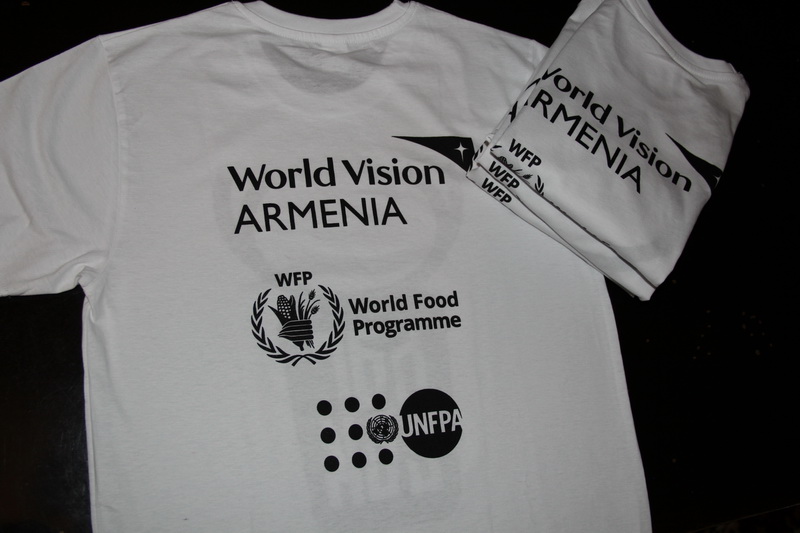 World Vision
ARMENIA
WFP
World Food
Programme
UNFPA
World Vision
ARMENIA
WFP
WFP
WFP